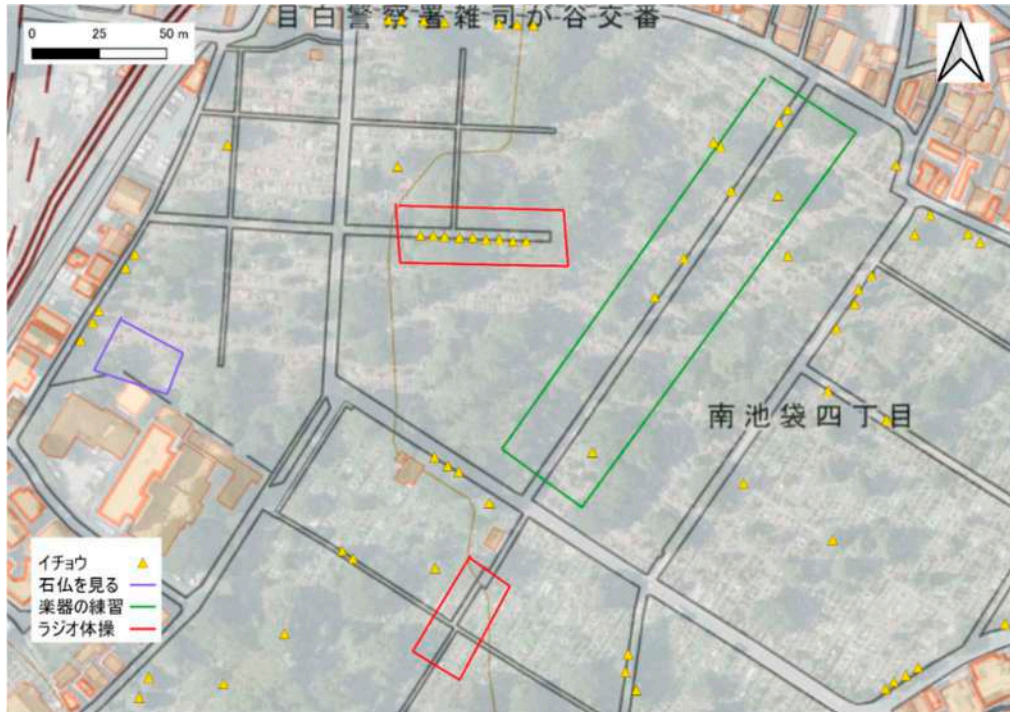 目白警察署雑司が谷交番
0 25 50 m
南池袋四丁目
イチョウ
石仏を見る
楽器の練習
ラジオ体操